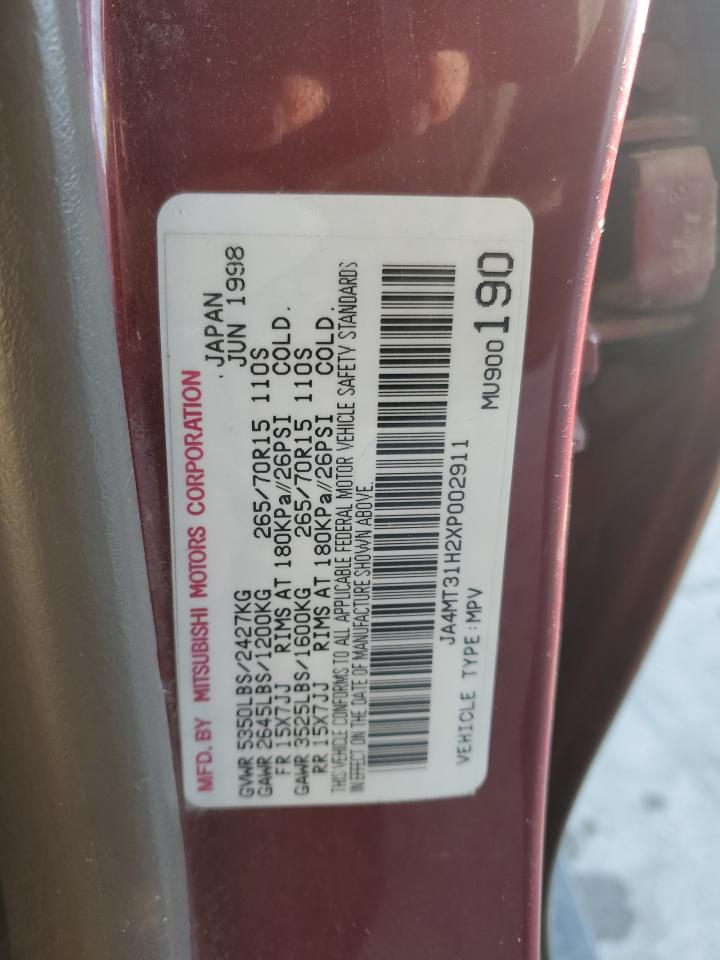 MFD. BY MITSUBISHI MOTORS CORPORATION
JAPAN
GVWR 5350LBS/2427KG JUN 1998
GAWR 2645LBS/1200KG 265/70R15 110S
FR 15X7JJ RIMS AT 180KPa//26PSI COLD.
GAWR 3525LBS/1600KG 265/70R15 110S
RR 15X7JJ RIMS AT 180KPa//26PSI COLD.
THIS VEHICLE CONFORMS TO ALL APPLICABLE FEDERAL MOTOR VEHICLE SAFETY STANDARDS
IN EFFECT ON THE DATE OF MANUFACTURE SHOWN ABOVE.
JA4MT31H2XP002911
VEHICLE TYPE:MPV MU900190